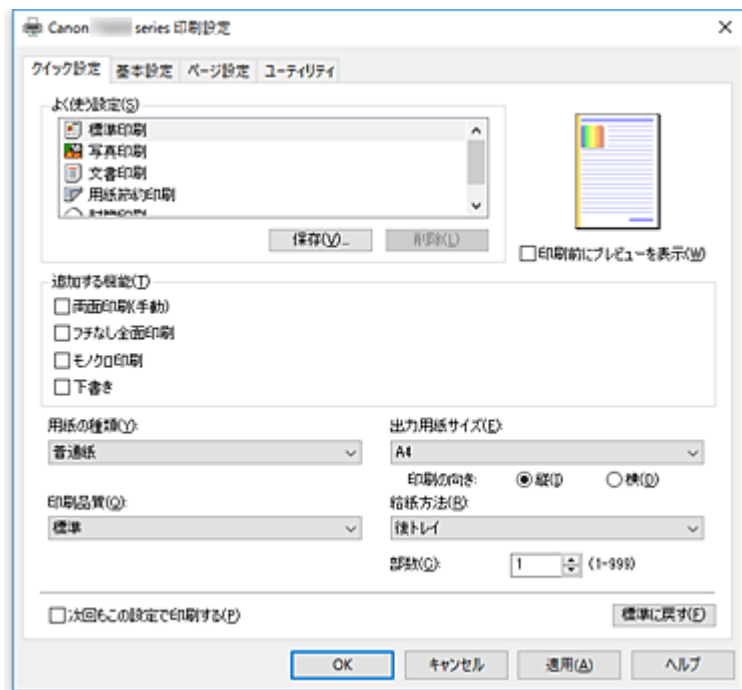 Canon series 印刷設定
クイック設定 基本設定 ページ設定 ユーティリティ
よく使う設定(S)
標準印刷
写真印刷
文書印刷
用紙節約印刷
保存(V)... 削除(L)
印刷前にプレビューを表示(W)
追加する機能(T)
両面印刷(手動)
フチなし全面印刷
モノクロ印刷
下書き
用紙の種類(Y): 出力用紙サイズ(E):
普通紙 A4
印刷の向き: 縦(I) 横(D)
印刷品質(Q): 給紙方法(R):
標準 後トレイ
部数(C): 1 (1-999)
次回もこの設定で印刷する(P) 標準に戻す(F)
OK キャンセル 適用(A) ヘルプ